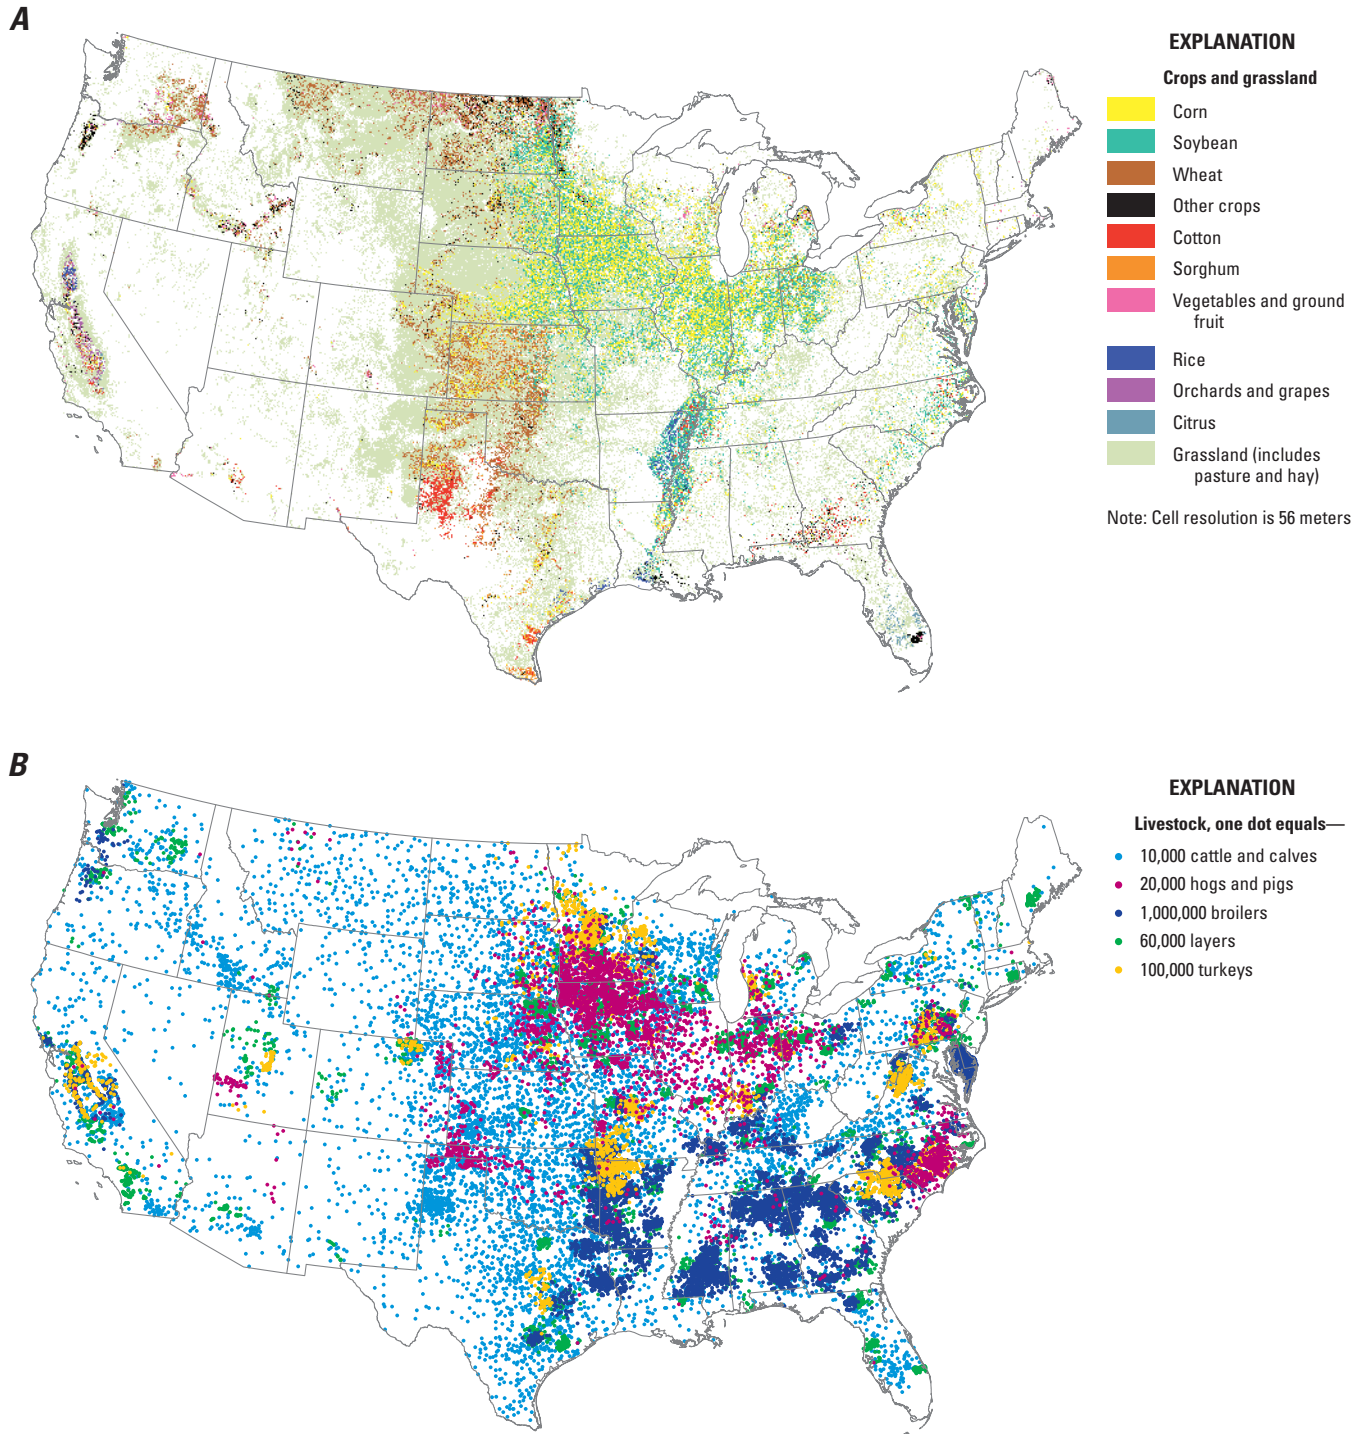 A
EXPLANATION
Crops and grassland
Corn
Soybean
Wheat
Other crops
Cotton
Sorghum
Vegetables and ground
fruit
Rice
Orchards and grapes
Citrus
Grassland (includes
pasture and hay)
Note: Cell resolution is 56 meters
B
EXPLANATION
Livestock, one dot equals—
10,000 cattle and calves
20,000 hogs and pigs
1,000,000 broilers
60,000 layers
100,000 turkeys